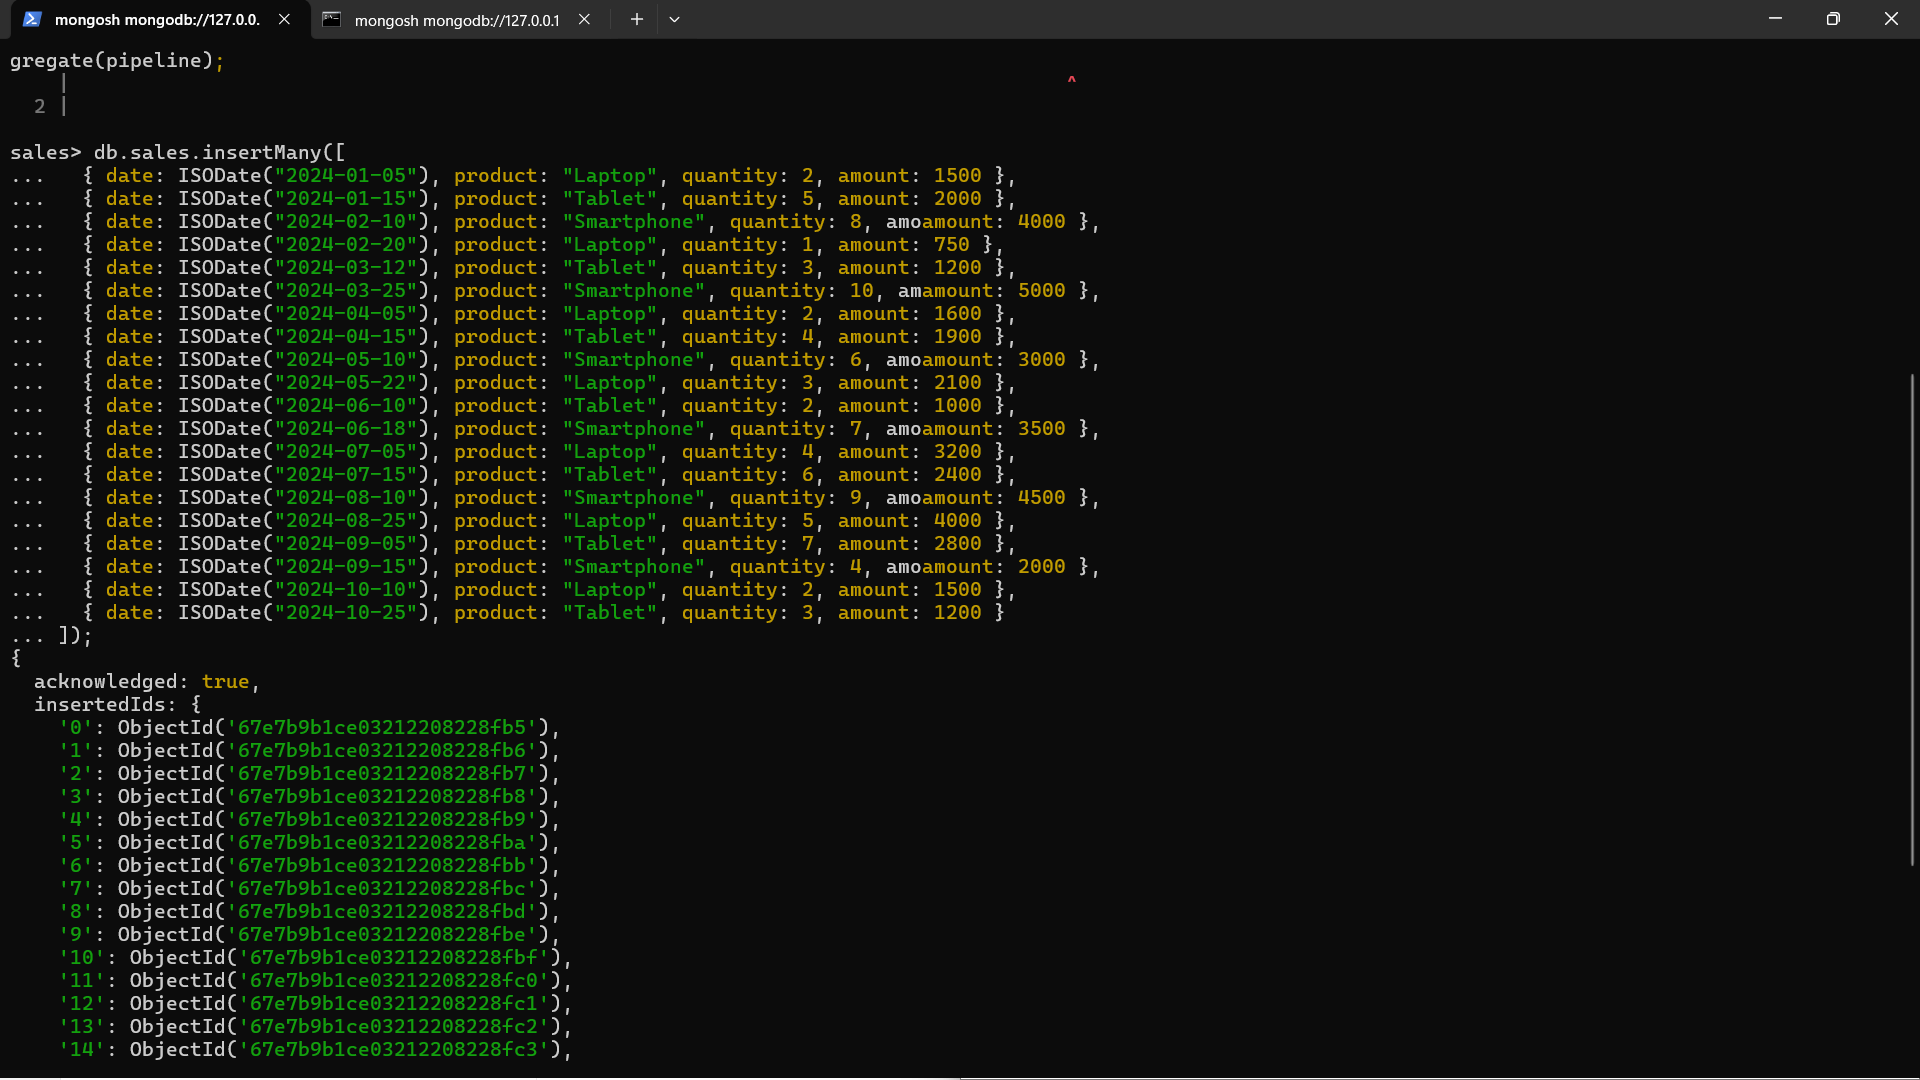 mongosh mongodb://127.0.0.
mongosh mongodb://127.0.0.1
gregate(pipeline);
|
^
2 |
sales> db.sales.insertMany([
...   { date: ISODate("2024-01-05"), product: "Laptop", quantity: 2, amount: 1500 },
...   { date: ISODate("2024-01-15"), product: "Tablet", quantity: 5, amount: 2000 },
...   { date: ISODate("2024-02-10"), product: "Smartphone", quantity: 8, amoamount: 4000 },
...   { date: ISODate("2024-02-20"), product: "Laptop", quantity: 1, amount: 750 },
...   { date: ISODate("2024-03-12"), product: "Tablet", quantity: 3, amount: 1200 },
...   { date: ISODate("2024-03-25"), product: "Smartphone", quantity: 10, amamount: 5000 },
...   { date: ISODate("2024-04-05"), product: "Laptop", quantity: 2, amount: 1600 },
...   { date: ISODate("2024-04-15"), product: "Tablet", quantity: 4, amount: 1900 },
...   { date: ISODate("2024-05-10"), product: "Smartphone", quantity: 6, amoamount: 3000 },
...   { date: ISODate("2024-05-22"), product: "Laptop", quantity: 3, amount: 2100 },
...   { date: ISODate("2024-06-10"), product: "Tablet", quantity: 2, amount: 1000 },
...   { date: ISODate("2024-06-18"), product: "Smartphone", quantity: 7, amoamount: 3500 },
...   { date: ISODate("2024-07-05"), product: "Laptop", quantity: 4, amount: 3200 },
...   { date: ISODate("2024-07-15"), product: "Tablet", quantity: 6, amount: 2400 },
...   { date: ISODate("2024-08-10"), product: "Smartphone", quantity: 9, amoamount: 4500 },
...   { date: ISODate("2024-08-25"), product: "Laptop", quantity: 5, amount: 4000 },
...   { date: ISODate("2024-09-05"), product: "Tablet", quantity: 7, amount: 2800 },
...   { date: ISODate("2024-09-15"), product: "Smartphone", quantity: 4, amoamount: 2000 },
...   { date: ISODate("2024-10-10"), product: "Laptop", quantity: 2, amount: 1500 },
...   { date: ISODate("2024-10-25"), product: "Tablet", quantity: 3, amount: 1200 }
... ]);
{
  acknowledged: true,
  insertedIds: {
    '0': ObjectId('67e7b9b1ce03212208228fb5'),
    '1': ObjectId('67e7b9b1ce03212208228fb6'),
    '2': ObjectId('67e7b9b1ce03212208228fb7'),
    '3': ObjectId('67e7b9b1ce03212208228fb8'),
    '4': ObjectId('67e7b9b1ce03212208228fb9'),
    '5': ObjectId('67e7b9b1ce03212208228fba'),
    '6': ObjectId('67e7b9b1ce03212208228fbb'),
    '7': ObjectId('67e7b9b1ce03212208228fbc'),
    '8': ObjectId('67e7b9b1ce03212208228fbd'),
    '9': ObjectId('67e7b9b1ce03212208228fbe'),
    '10': ObjectId('67e7b9b1ce03212208228fbf'),
    '11': ObjectId('67e7b9b1ce03212208228fc0'),
    '12': ObjectId('67e7b9b1ce03212208228fc1'),
    '13': ObjectId('67e7b9b1ce03212208228fc2'),
    '14': ObjectId('67e7b9b1ce03212208228fc3'),